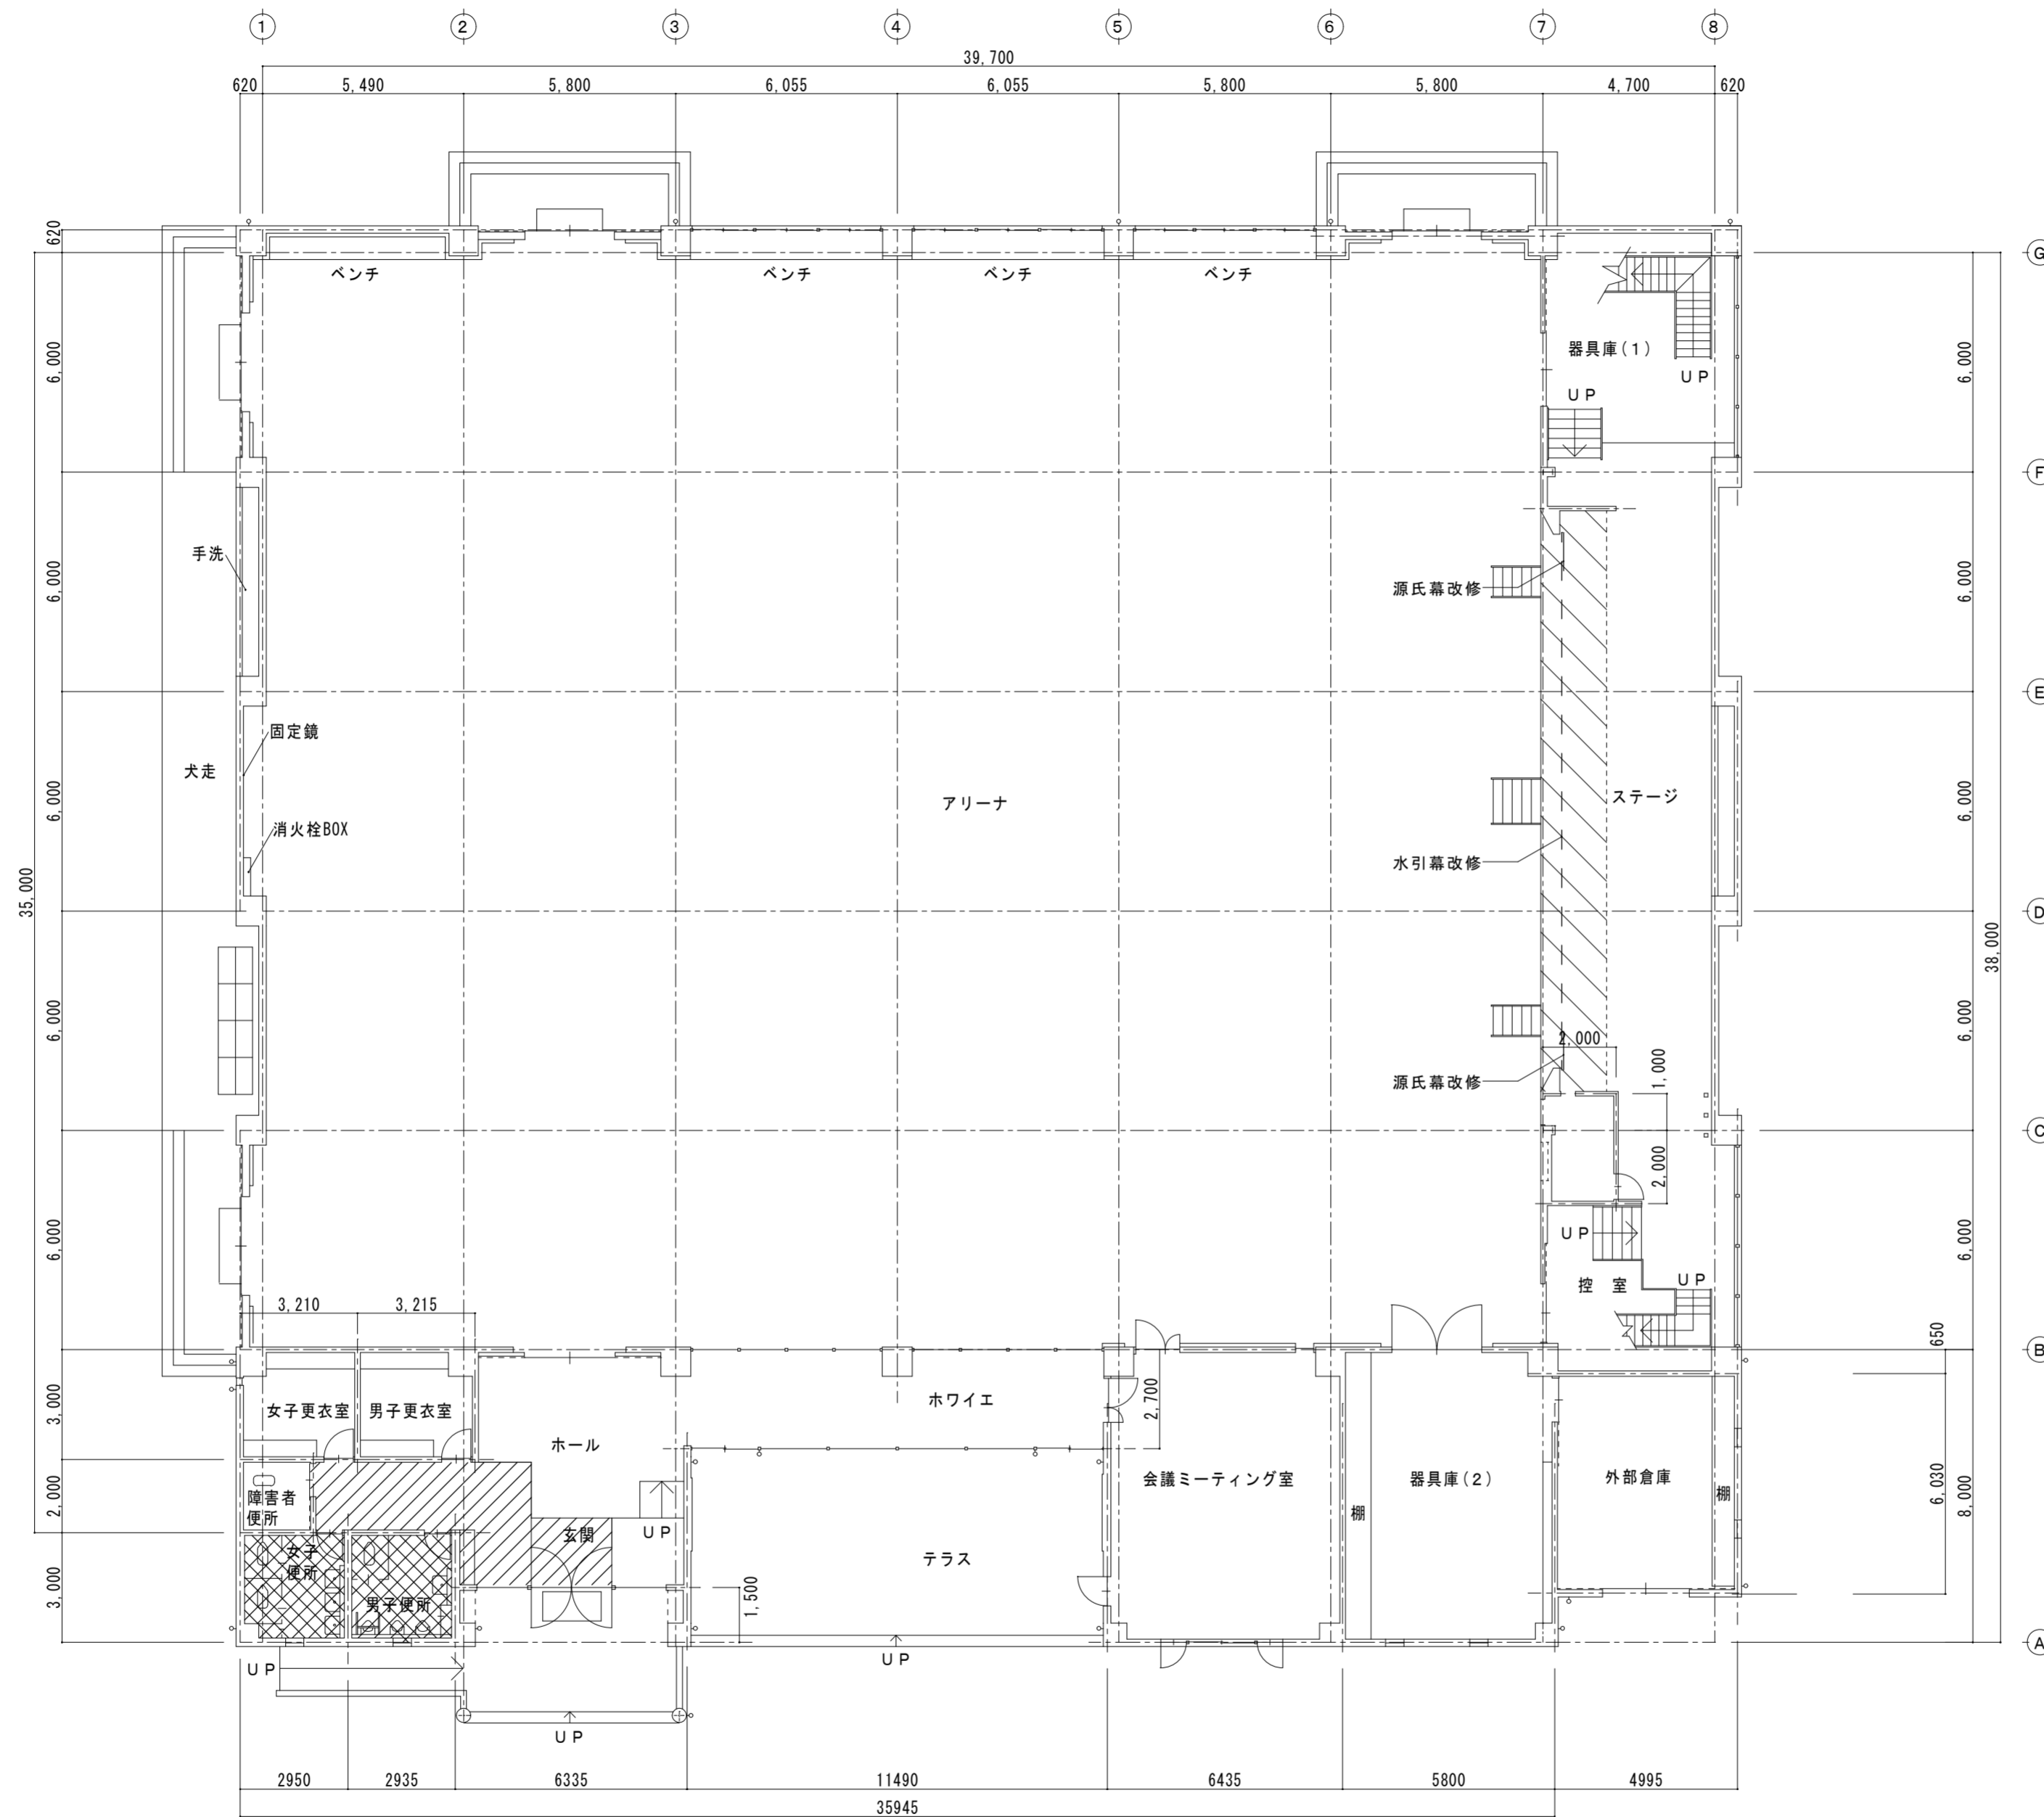 1 2 3 4 5 6 7 8
39,700
620 5,490 5,800 6,055 6,055 5,800 5,800 4,700 620
620
G
ベンチ ベンチ ベンチ ベンチ
器具庫(1)
6,000 6,000
UP
UP
F
手洗
6,000 6,000
源氏幕改修
E
固定鏡
犬走
ステージ
6,000 アリーナ 6,000
消火栓BOX
水引幕改修
35,000
D
38,000
6,000 6,000
2,000
1,000
源氏幕改修
C
2,000
6,000 UP 6,000
控 室 UP
3,210 3,215
650
B
3,000 女子更衣室 男子更衣室 ホワイエ 2,700
ホール
会議ミーティング室 器具庫(2) 外部倉庫
6,030
2,000 障害者
便所
棚 棚
8,000
玄関 UP
女子
便所
テラス
3,000 男子便所 1,500
A
UP UP
UP
2950 2935 6335 11490 6435 5800 4995
35945